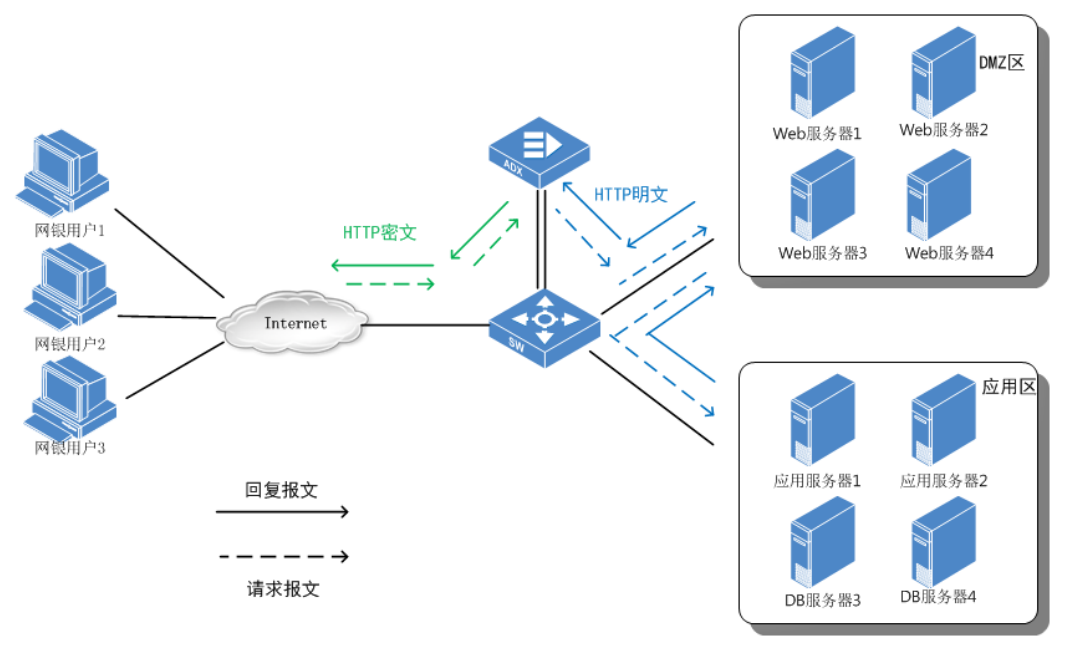 DMZ区
Web服务器1
Web服务器2
Web服务器3
Web服务器4
ADX
HTTP明文
HTTP密文
网银用户1
网银用户2
网银用户3
Internet
SW
应用区
应用服务器1
应用服务器2
DB服务器3
DB服务器4
回复报文
请求报文